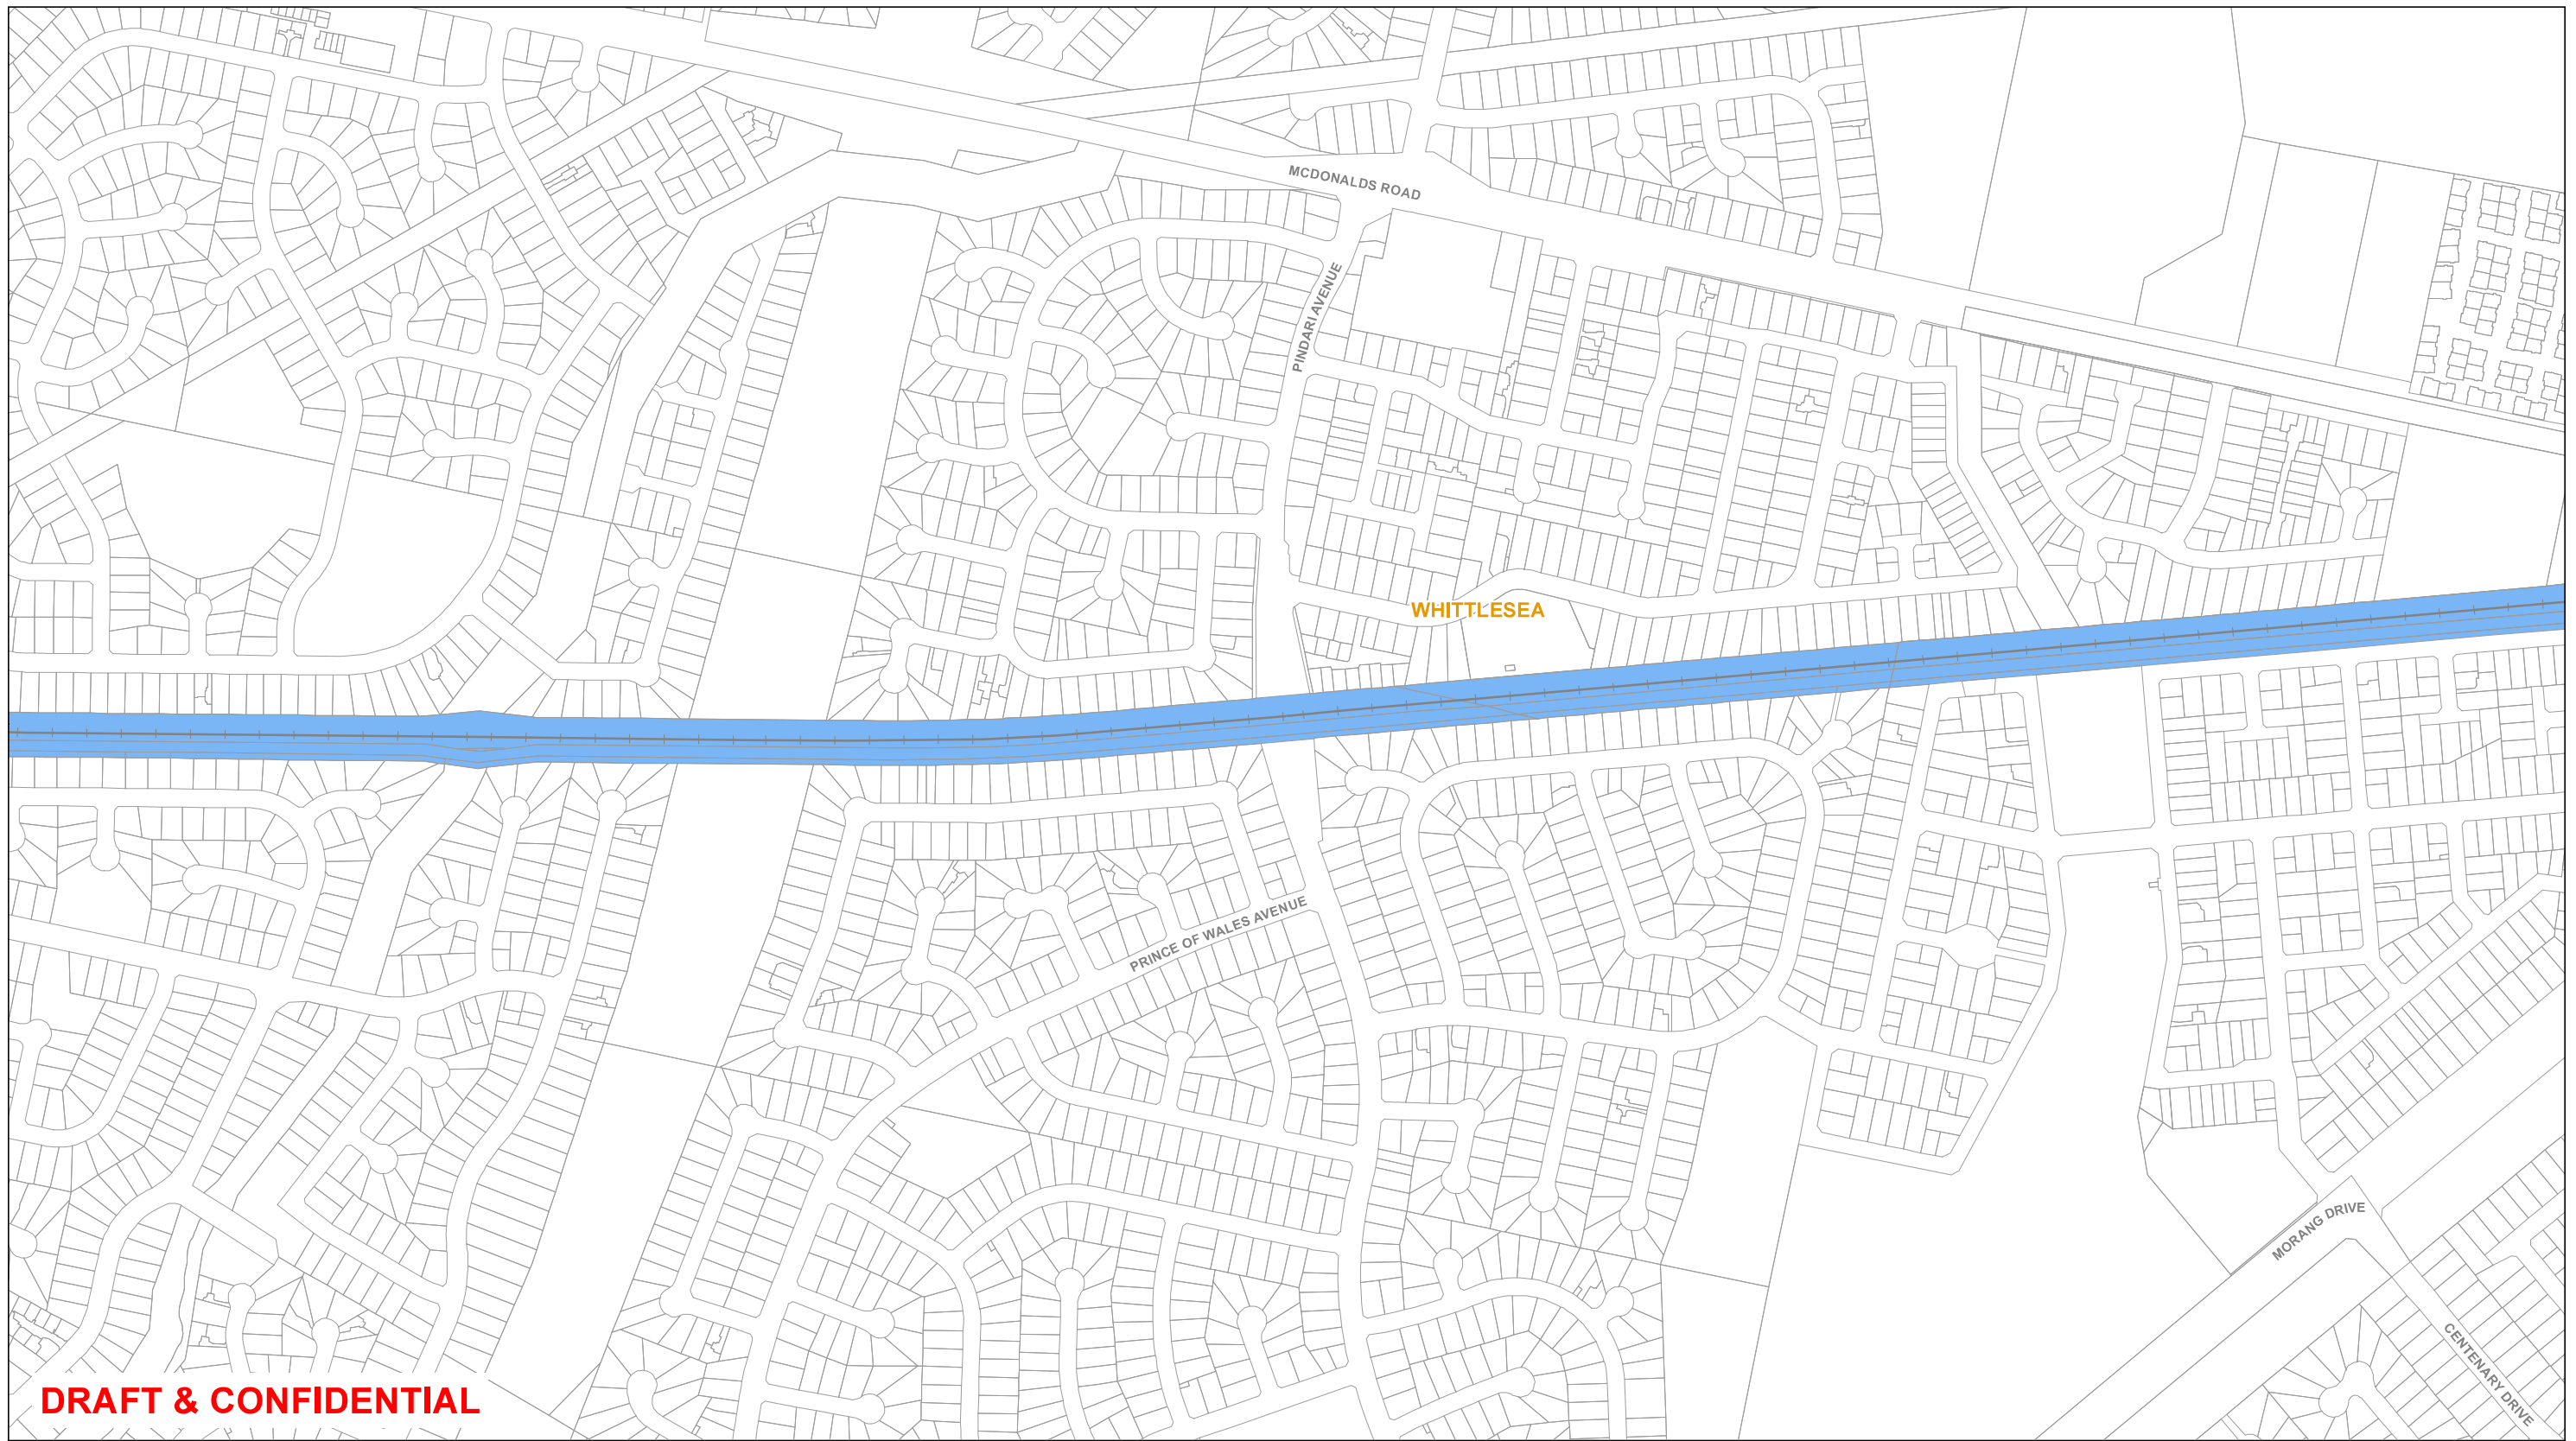 MCDONALDS ROAD
PINDARI AVENUE
WHITTLESEA
PRINCE OF WALES AVENUE
MORANG DRIVE
CENTENARY DRIVE
DRAFT & CONFIDENTIAL